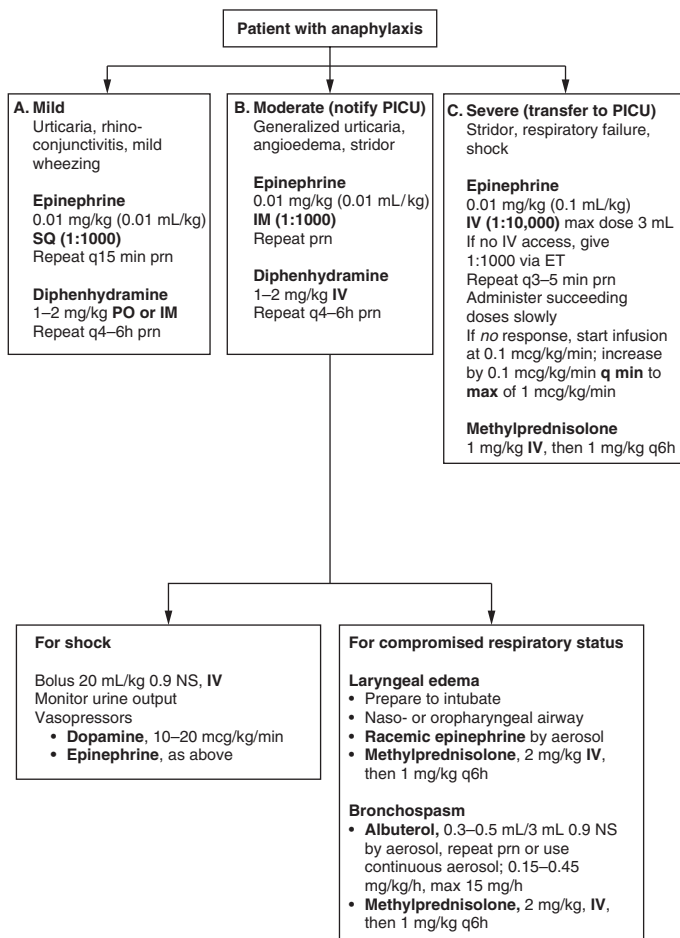 Patient with anaphylaxis
A. Mild
Urticaria, rhino-
conjunctivitis, mild
wheezing
Epinephrine
0.01 mg/kg (0.01 mL/kg)
SQ (1:1000)
Repeat q15 min prn
Diphenhydramine
1–2 mg/kg PO or IM
Repeat q4–6h prn
B. Moderate (notify PICU)
Generalized urticaria,
angioedema, stridor
Epinephrine
0.01 mg/kg (0.01 mL/kg)
IM (1:1000)
Repeat prn
Diphenhydramine
1–2 mg/kg IV
Repeat q4–6h prn
C. Severe (transfer to PICU)
Stridor, respiratory failure,
shock
Epinephrine
0.01 mg/kg (0.1 mL/kg)
IV (1:10,000) max dose 3 mL
If no IV access, give
1:1000 via ET
Repeat q3–5 min prn
Administer succeeding
doses slowly
If no response, start infusion
at 0.1 mcg/kg/min; increase
by 0.1 mcg/kg/min q min to
max of 1 mcg/kg/min
Methylprednisolone
1 mg/kg IV, then 1 mg/kg q6h
For shock
Bolus 20 mL/kg 0.9 NS, IV
Monitor urine output
Vasopressors
• Dopamine, 10–20 mcg/kg/min
• Epinephrine, as above
For compromised respiratory status
Laryngeal edema
• Prepare to intubate
• Naso- or oropharyngeal airway
• Racemic epinephrine by aerosol
• Methylprednisolone, 2 mg/kg IV,
then 1 mg/kg q6h
Bronchospasm
• Albuterol, 0.3–0.5 mL/3 mL 0.9 NS
by aerosol, repeat prn or use
continuous aerosol; 0.15–0.45
mg/kg/h, max 15 mg/h
• Methylprednisolone, 2 mg/kg, IV,
then 1 mg/kg q6h